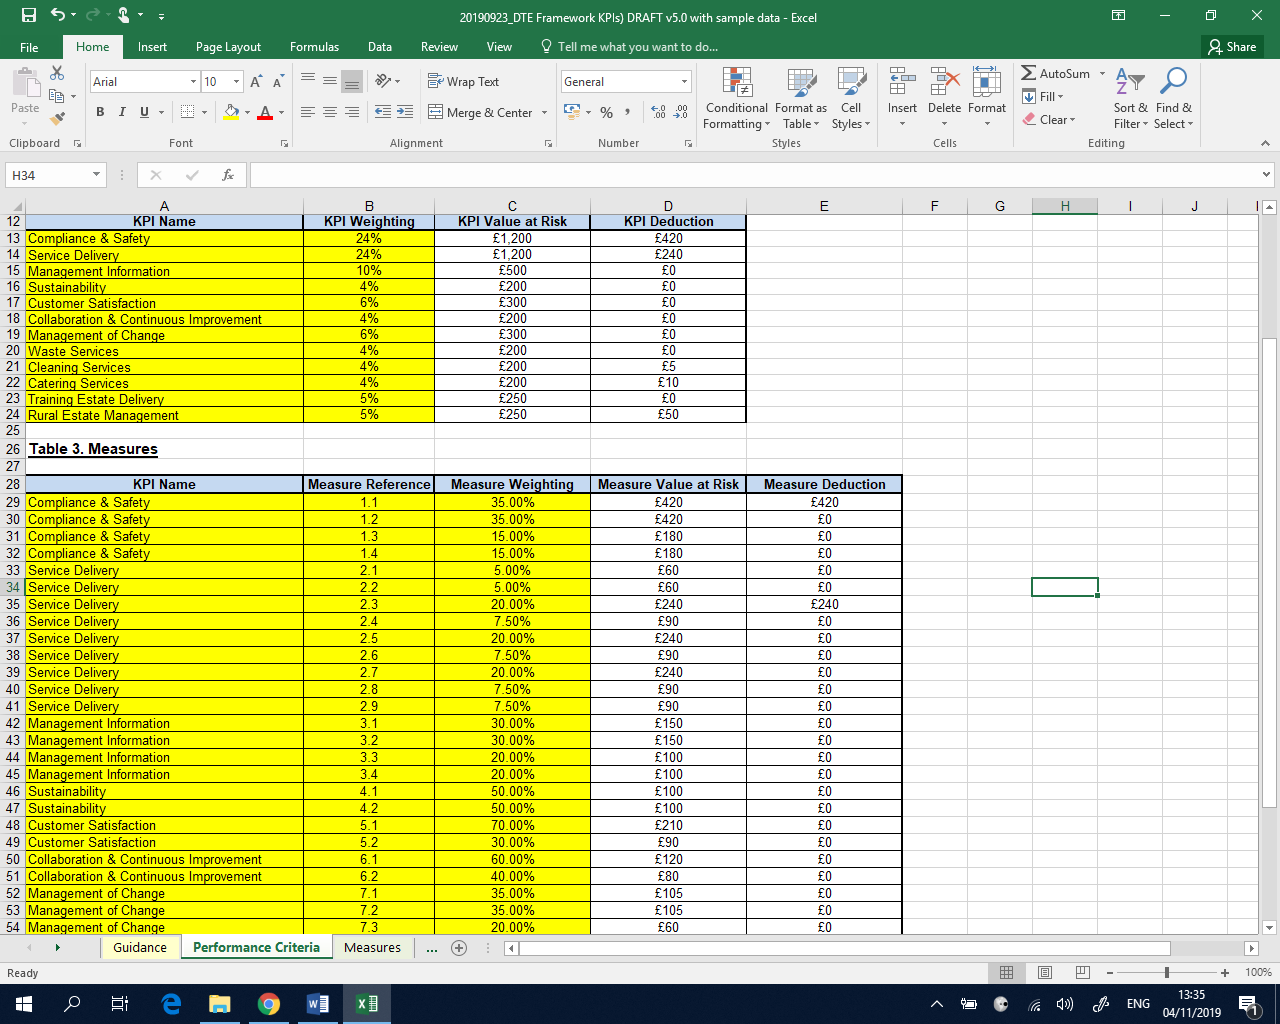 20190923_DTE Framework KPIs) DRAFT v5.0 with sample data - Excel
File Home Insert Page Layout Formulas Data Review View Tell me what you want to do... Share
Paste Arial 10 Wrap Text General Conditional Formatting Format as Table Cell Styles Insert Delete Format AutoSum Fill Clear Sort & Filter Find & Select
Merge & Center
Clipboard Font Alignment Number Styles Cells Editing
H34 fx
A B C D E F G H I J
12 KPI Name KPI Weighting KPI Value at Risk KPI Deduction
13 Compliance & Safety 24% £1,200 £420
14 Service Delivery 24% £1,200 £240
15 Management Information 10% £500 £0
16 Sustainability 4% £200 £0
17 Customer Satisfaction 6% £300 £0
18 Collaboration & Continuous Improvement 4% £200 £0
19 Management of Change 6% £300 £0
20 Waste Services 4% £200 £0
21 Cleaning Services 4% £200 £5
22 Catering Services 4% £200 £10
23 Training Estate Delivery 5% £250 £0
24 Rural Estate Management 5% £250 £50
25
26 Table 3. Measures
27
28 KPI Name Measure Reference Measure Weighting Measure Value at Risk Measure Deduction
29 Compliance & Safety 1.1 35.00% £420 £420
30 Compliance & Safety 1.2 35.00% £420 £0
31 Compliance & Safety 1.3 15.00% £180 £0
32 Compliance & Safety 1.4 15.00% £180 £0
33 Service Delivery 2.1 5.00% £60 £0
34 Service Delivery 2.2 5.00% £60 £0
35 Service Delivery 2.3 20.00% £240 £240
36 Service Delivery 2.4 7.50% £90 £0
37 Service Delivery 2.5 20.00% £240 £0
38 Service Delivery 2.6 7.50% £90 £0
39 Service Delivery 2.7 20.00% £240 £0
40 Service Delivery 2.8 7.50% £90 £0
41 Service Delivery 2.9 7.50% £90 £0
42 Management Information 3.1 30.00% £150 £0
43 Management Information 3.2 30.00% £150 £0
44 Management Information 3.3 20.00% £100 £0
45 Management Information 3.4 20.00% £100 £0
46 Sustainability 4.1 50.00% £100 £0
47 Sustainability 4.2 50.00% £100 £0
48 Customer Satisfaction 5.1 70.00% £210 £0
49 Customer Satisfaction 5.2 30.00% £90 £0
50 Collaboration & Continuous Improvement 6.1 60.00% £120 £0
51 Collaboration & Continuous Improvement 6.2 40.00% £80 £0
52 Management of Change 7.1 35.00% £105 £0
53 Management of Change 7.2 35.00% £105 £0
54 Management of Change 7.3 20.00% £60 £0
Guidance Performance Criteria Measures ...
Ready 100%
ENG 13:35
04/11/2019 1